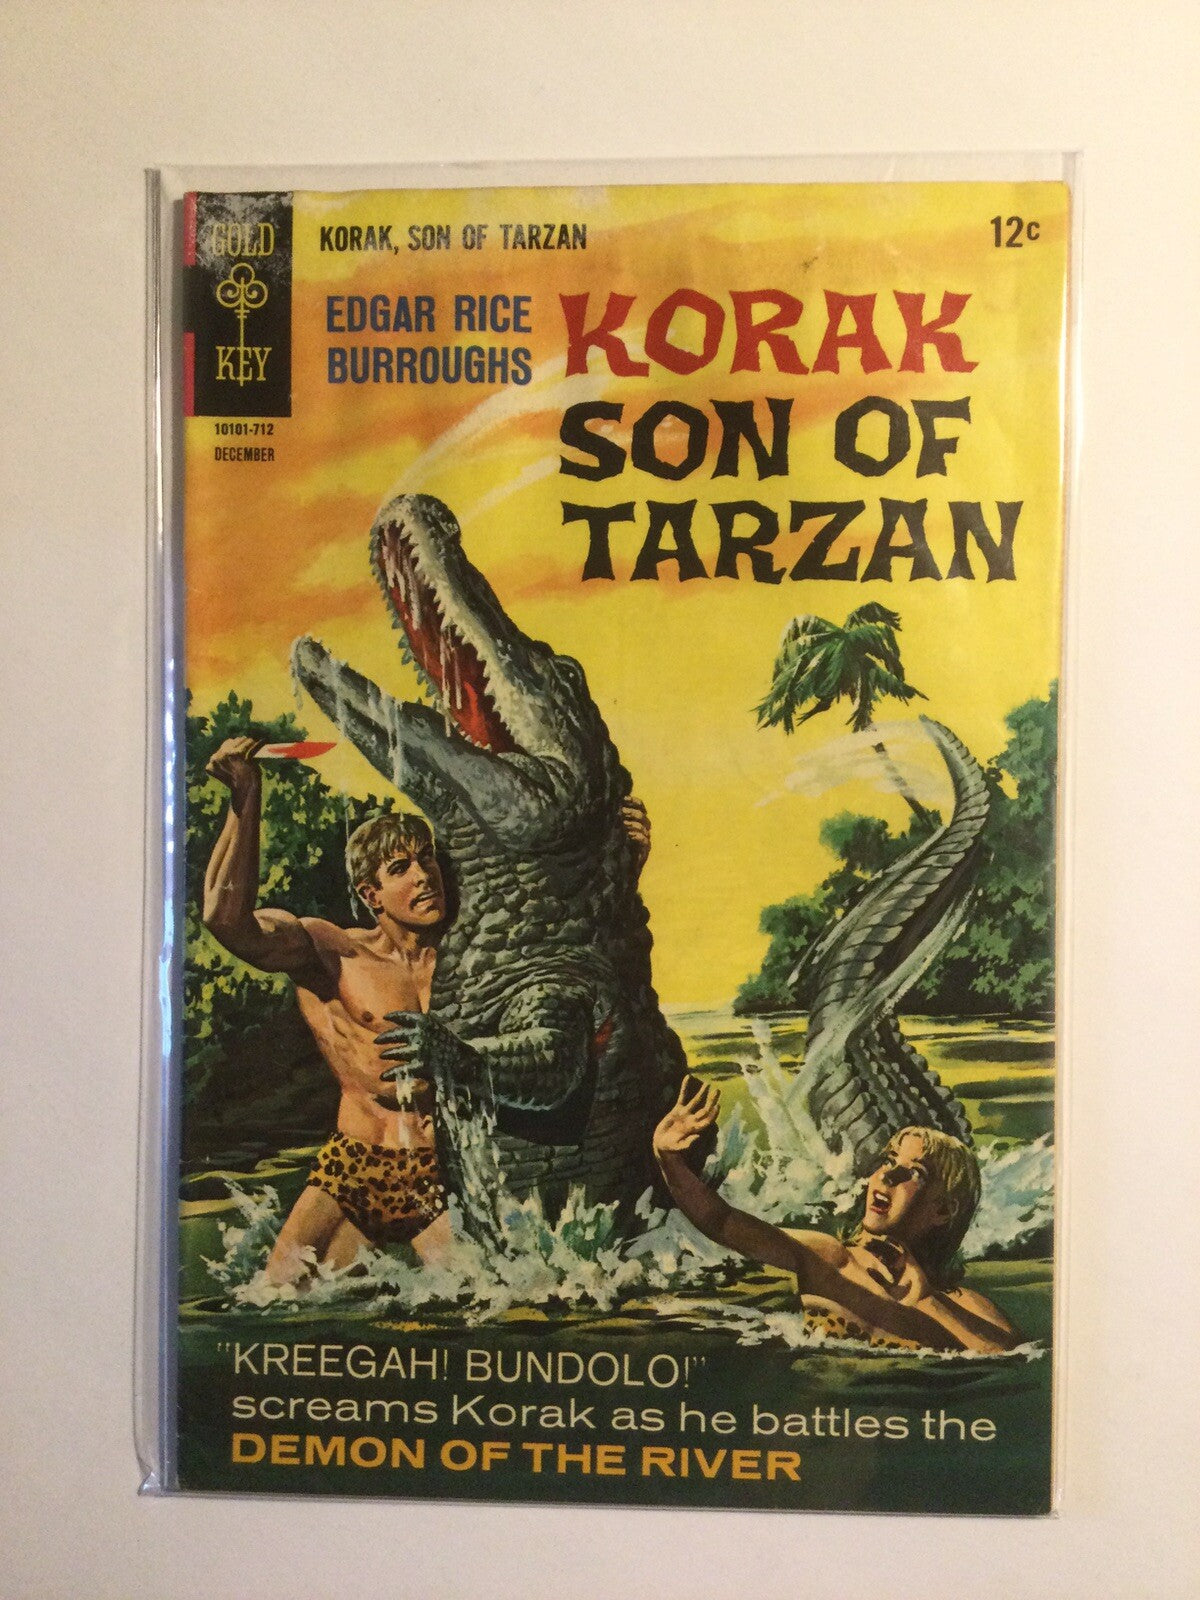 GOLD
KEY
10101-712
DECEMBER
KORAK, SON OF TARZAN
12c
EDGAR RICE
BURROUGHS
KORAK
SON OF
TARZAN
"KREEGAH! BUNDOLO!"
screams Korak as he battles the
DEMON OF THE RIVER